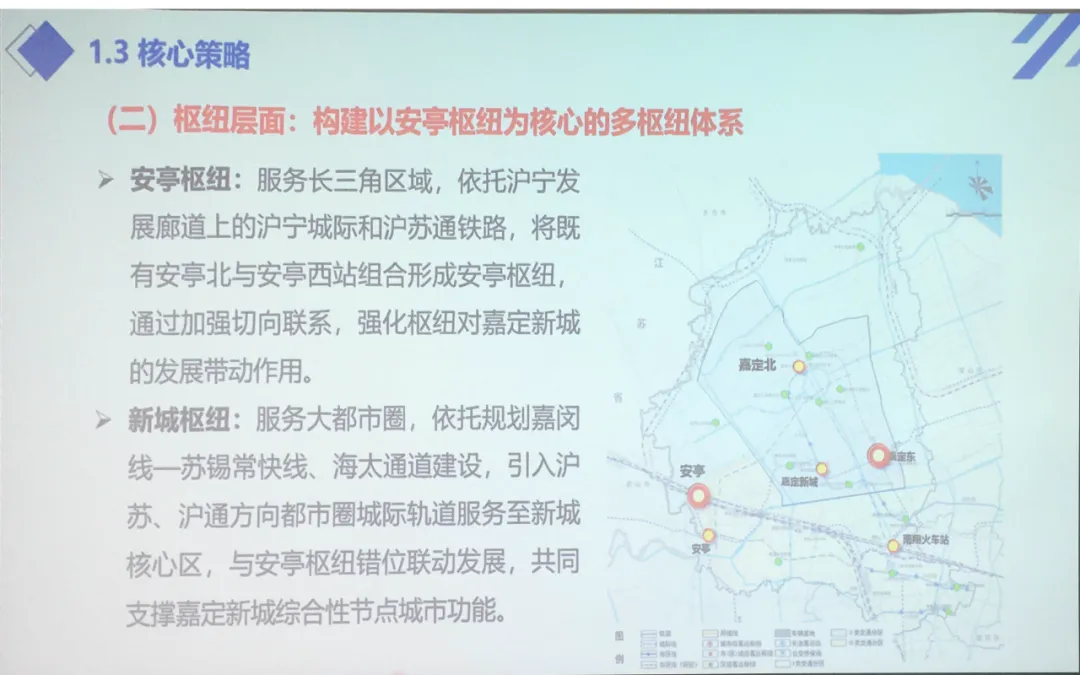 1.3 核心策略
（二）枢纽层面：构建以安亭枢纽为核心的多枢纽体系
➢ 安亭枢纽：服务长三角区域，依托沪宁发
展廊道上的沪宁城际和沪苏通铁路，将既
有安亭北与安亭西站组合形成安亭枢纽，
通过加强切向联系，强化枢纽对嘉定新城
的发展带动作用。
➢ 新城枢纽：服务大都市圈，依托规划嘉闵
线—苏锡常快线、海太通道建设，引入沪
苏、沪通方向都市圈城际轨道服务至新城
核心区，与安亭枢纽错位联动发展，共同
支撑嘉定新城综合性节点城市功能。
江
苏
省
嘉定北
嘉定东
安亭
嘉定新城
安亭
南翔火车站
图
例